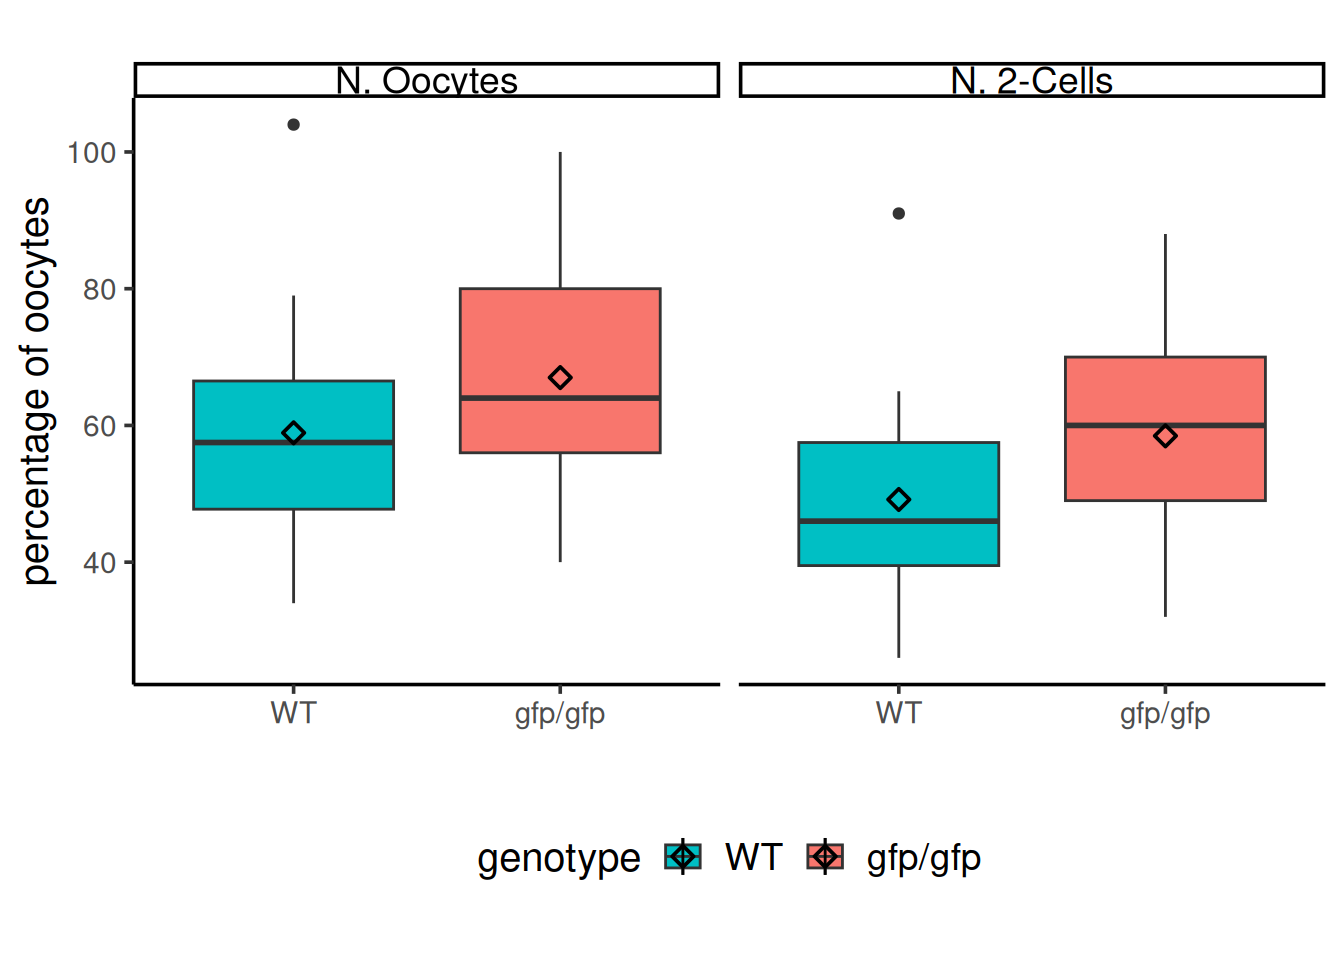 N. Oocytes
N. 2-Cells
percentage of oocytes
100
80
60
40
WT
gfp/gfp
WT
gfp/gfp
genotype WT gfp/gfp